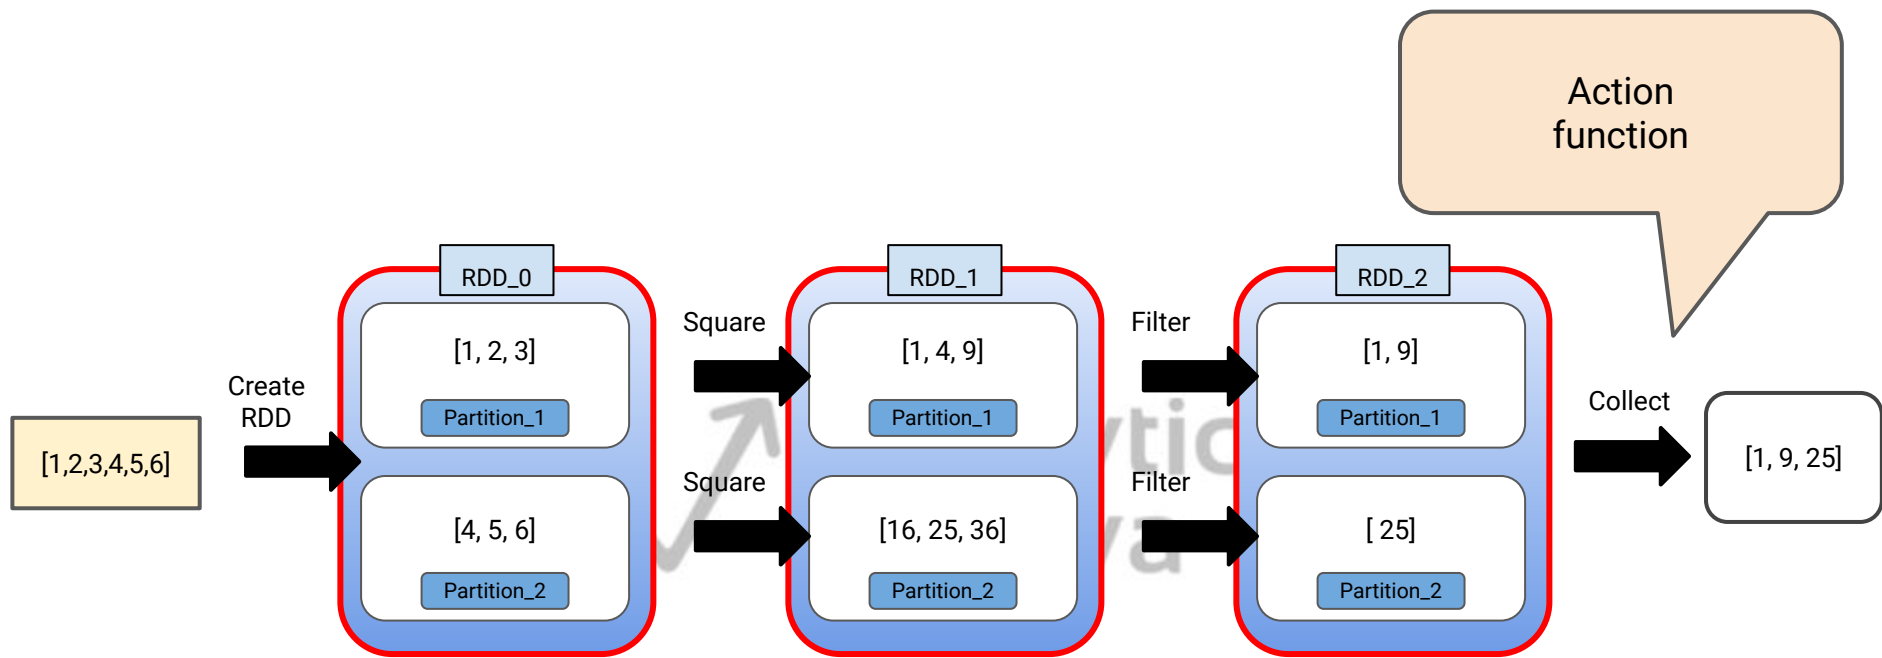 Action
function
RDD_0
RDD_1
RDD_2
[1, 2, 3]
Partition_1
Square
[1, 4, 9]
Partition_1
Filter
[1, 9]
Partition_1
Create
RDD
[1,2,3,4,5,6]
Collect
[1, 9, 25]
[4, 5, 6]
Partition_2
Square
[16, 25, 36]
Partition_2
Filter
[ 25]
Partition_2